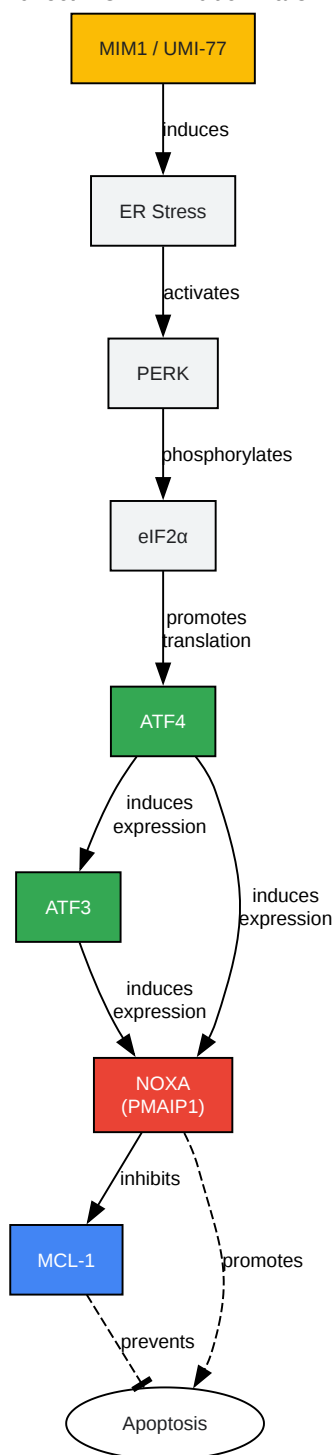 MIM1 / UMI-77
induces
ER Stress
activates
PERK
phosphorylates
eIF2α
promotes
translation
ATF4
induces
expression
ATF3
induces
expression
induces
expression
NOXA
(PMAIP1)
inhibits
MCL-1
promotes
prevents
Apoptosis